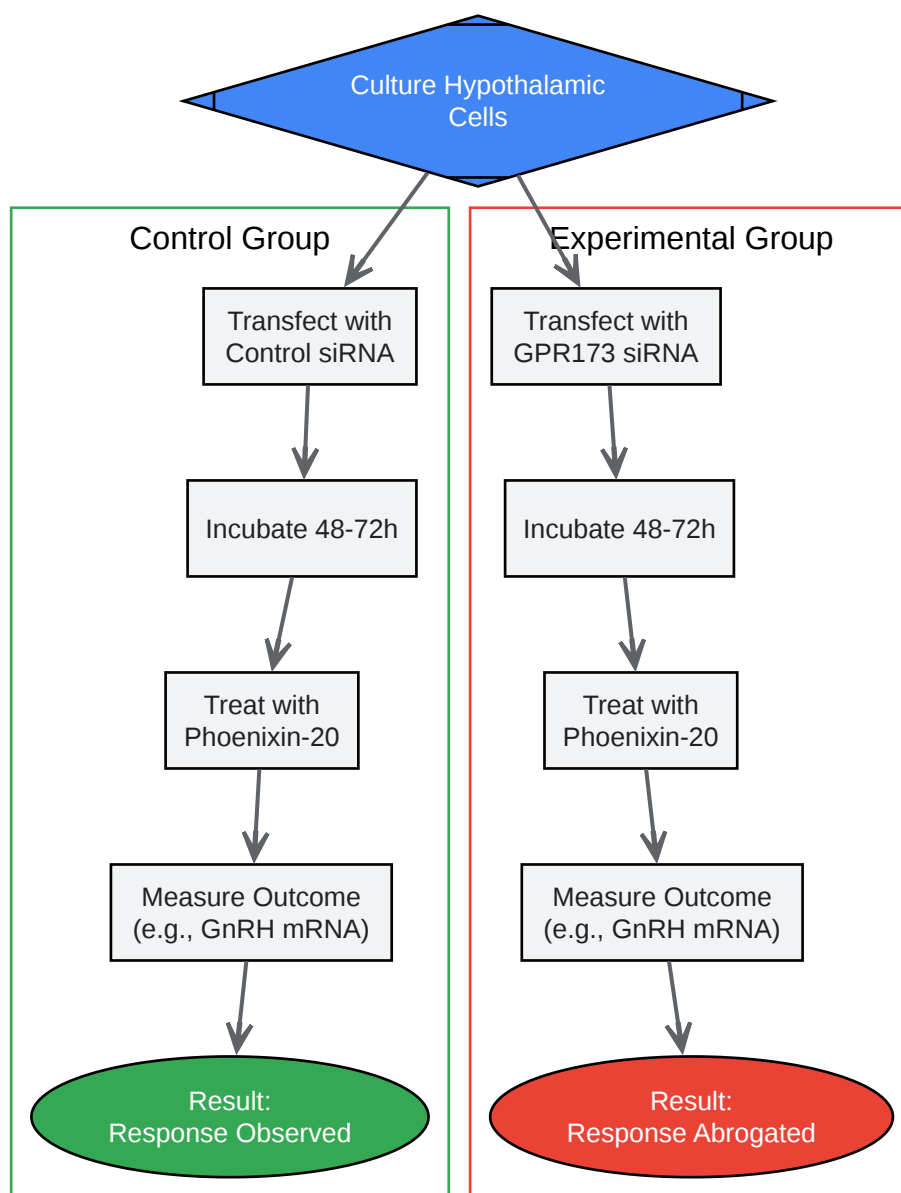 Culture Hypothalamic
Cells
Control Group
Transfect with
Control siRNA
Incubate 48-72h
Treat with
Phoenixin-20
Measure Outcome
(e.g., GnRH mRNA)
Result:
Response Observed
Experimental Group
Transfect with
GPR173 siRNA
Incubate 48-72h
Treat with
Phoenixin-20
Measure Outcome
(e.g., GnRH mRNA)
Result:
Response Abrogated